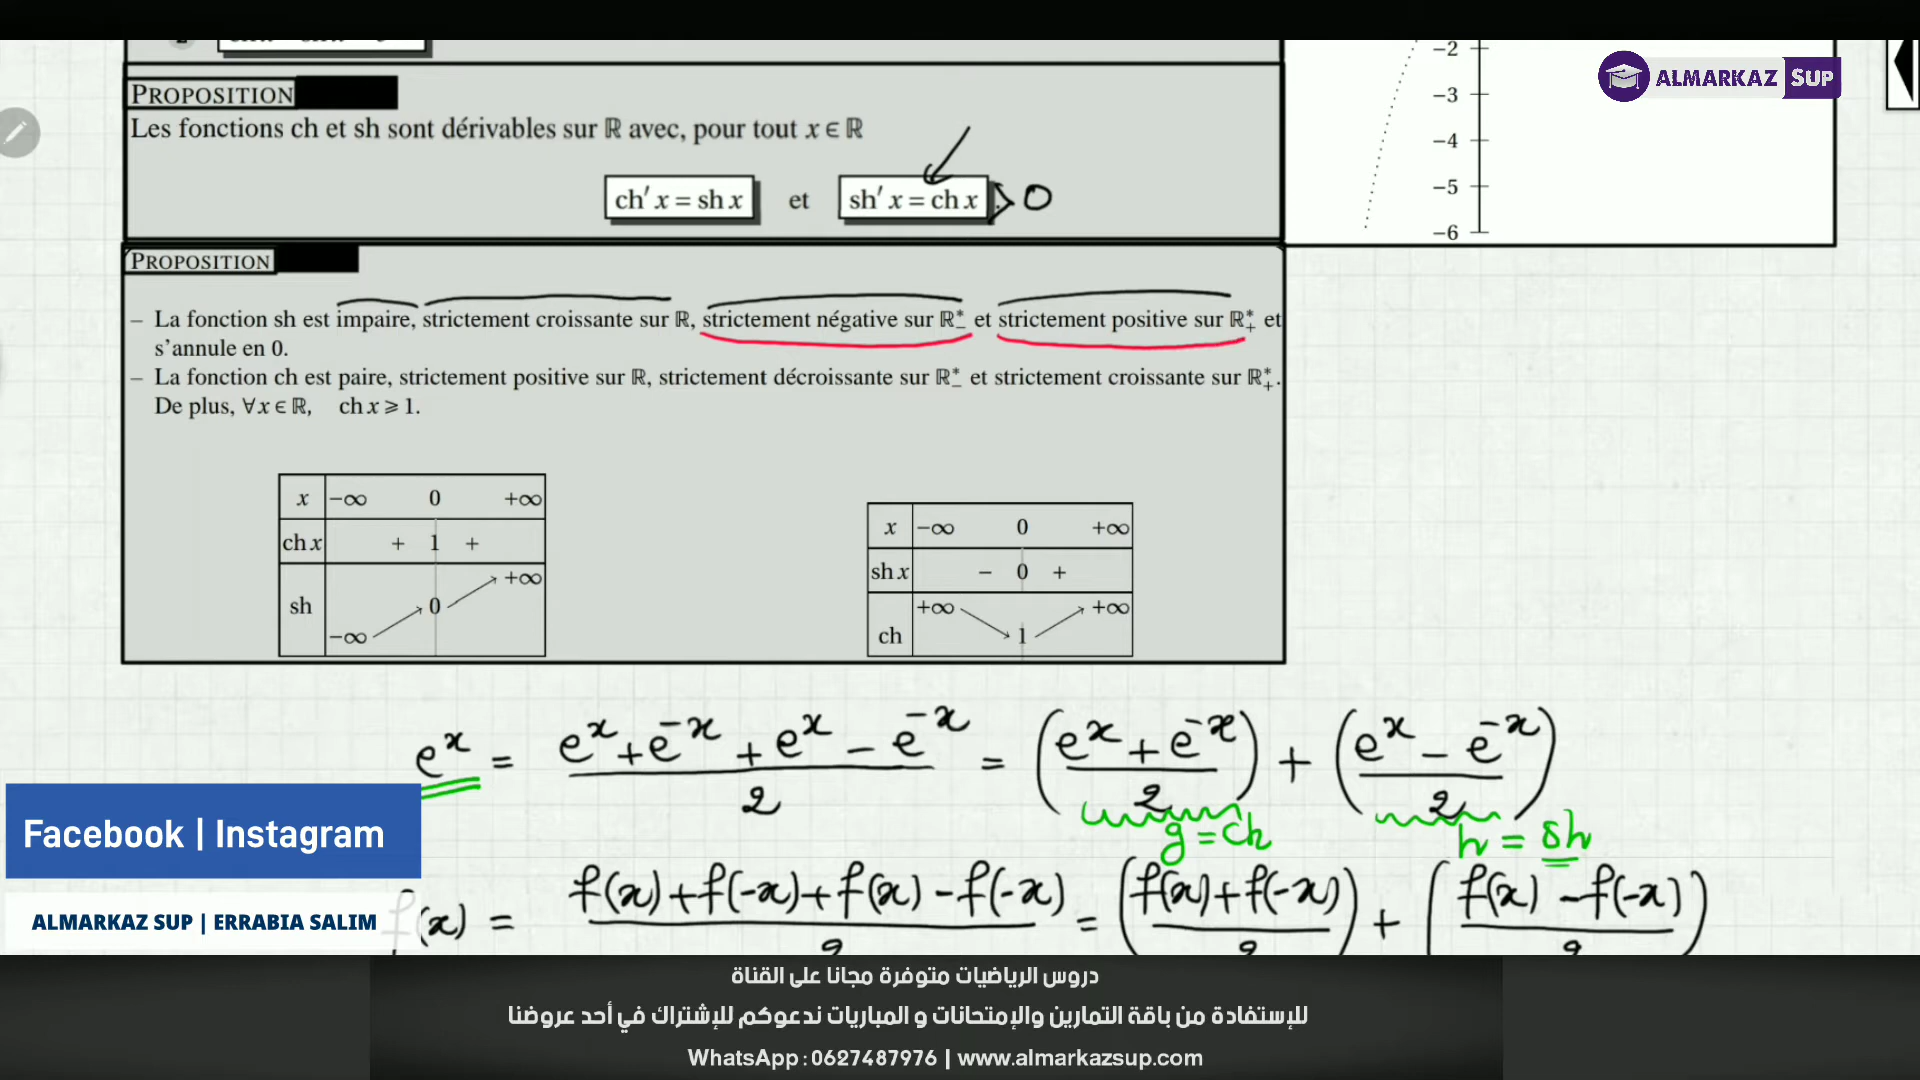 PROPOSITION
Les fonctions ch et sh sont dérivables sur ℝ avec, pour tout x ∈ ℝ
ch′ x = sh x et sh′ x = ch x > 0
PROPOSITION
– La fonction sh est impaire, strictement croissante sur ℝ, strictement négative sur ℝ*₋ et strictement positive sur ℝ*₊ et
s'annule en 0.
– La fonction ch est paire, strictement positive sur ℝ, strictement décroissante sur ℝ*₋ et strictement croissante sur ℝ*₊.
De plus, ∀x ∈ ℝ, ch x ⩾ 1.
x −∞ 0 +∞
ch x + 1 +
sh −∞ 0 +∞
x −∞ 0 +∞
sh x − 0 +
ch +∞ 1 +∞
−2
−3
−4
−5
−6
ALMARKAZ SUP
e^x = (e^x + e^-x + e^x − e^-x)/2 = ((e^x + e^-x)/2) + ((e^x − e^-x)/2)
g = ch h = sh
f(x) = f(x)+f(-x)+f(x)−f(-x) / 2 = (f(x)+f(-x) / 2) + (f(x)−f(-x) / 2)
Facebook | Instagram
ALMARKAZ SUP | ERRABIA SALIM
دروس الرياضيات متوفرة مجانا على القناة
للإستفادة من باقة التمارين والإمتحانات و المباريات ندعوكم للإشتراك في أحد عروضنا
WhatsApp : 0627487976 | www.almarkazsup.com